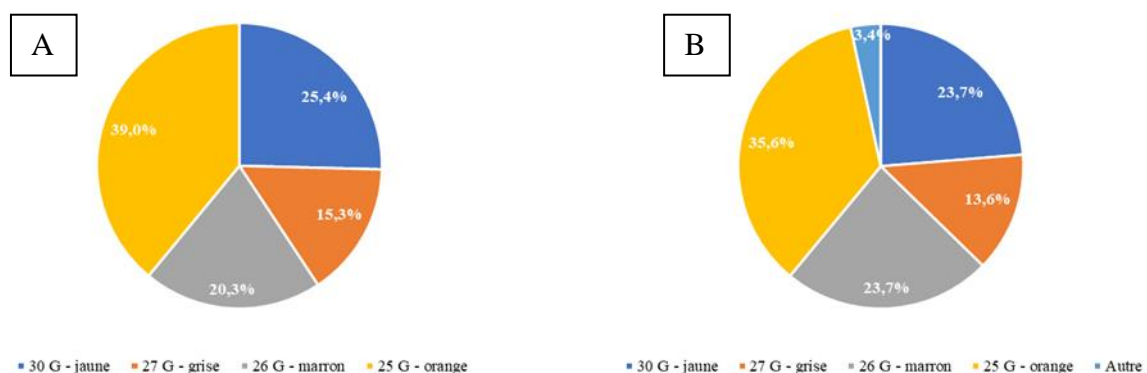 A
25,4%
15,3%
20,3%
39,0%
30 G - jaune 27 G - grise 26 G - marron 25 G - orange
B
3,4%
23,7%
13,6%
23,7%
35,6%
30 G - jaune 27 G - grise 26 G - marron 25 G - orange Autre